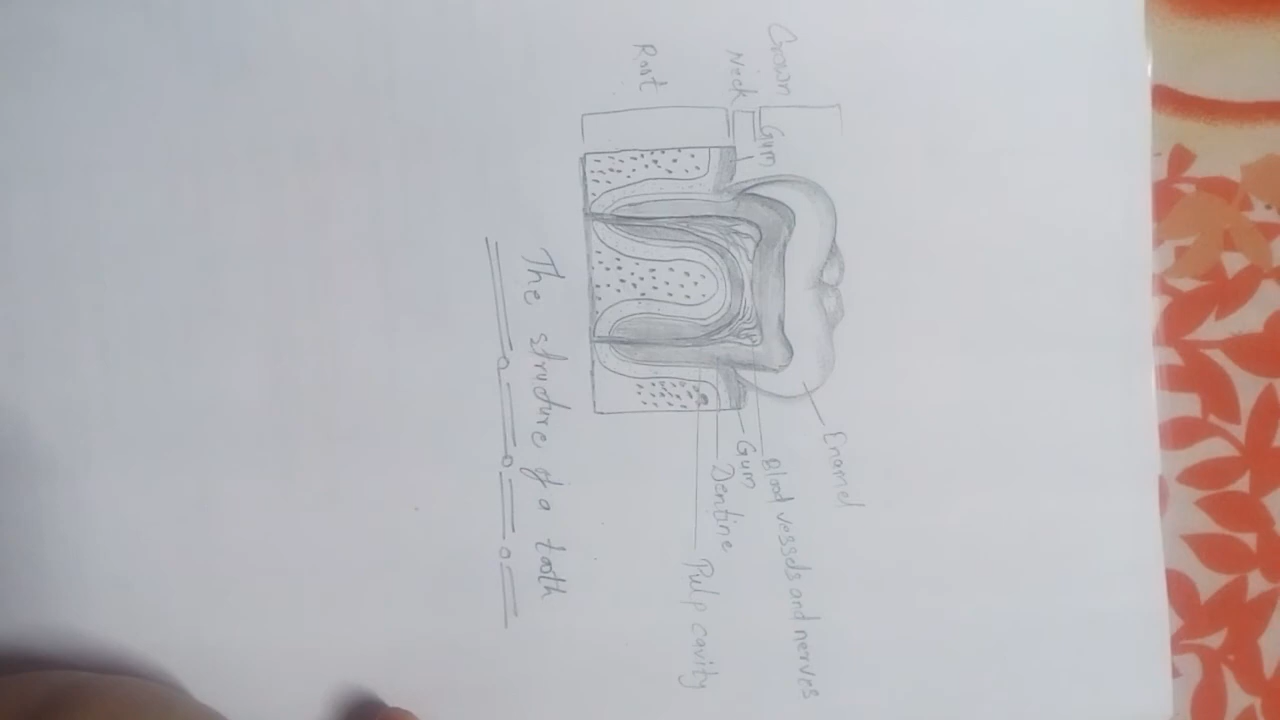 Crown
Neck
Gum
Root
Enamel
Blood vessels and nerves
Gum
Dentine
Pulp cavity
The structure of a tooth